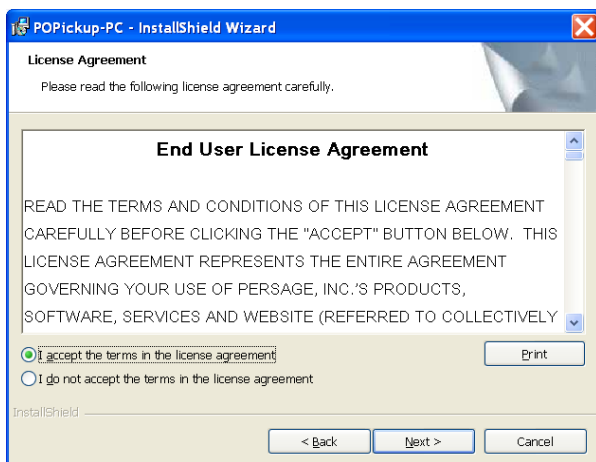 POPickup-PC - InstallShield Wizard
License Agreement
Please read the following license agreement carefully.
End User License Agreement
READ THE TERMS AND CONDITIONS OF THIS LICENSE AGREEMENT
CAREFULLY BEFORE CLICKING THE "ACCEPT" BUTTON BELOW. THIS
LICENSE AGREEMENT REPRESENTS THE ENTIRE AGREEMENT
GOVERNING YOUR USE OF PERSAGE, INC.'S PRODUCTS,
SOFTWARE, SERVICES AND WEBSITE (REFERRED TO COLLECTIVELY
I accept the terms in the license agreement
Print
I do not accept the terms in the license agreement
InstallShield
< Back
Next >
Cancel